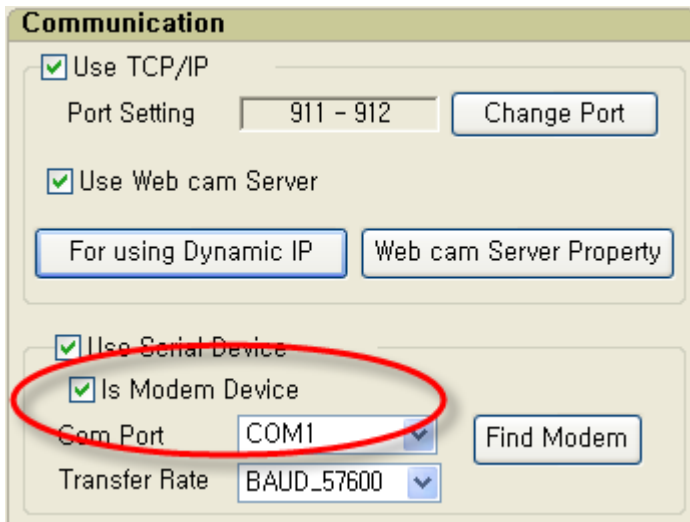 Communication
Use TCP/IP
Port Setting 911 - 912 Change Port
Use Web cam Server
For using Dynamic IP Web cam Server Property
Use Serial Device
Is Modem Device
Com Port COM1 Find Modem
Transfer Rate BAUD_57600